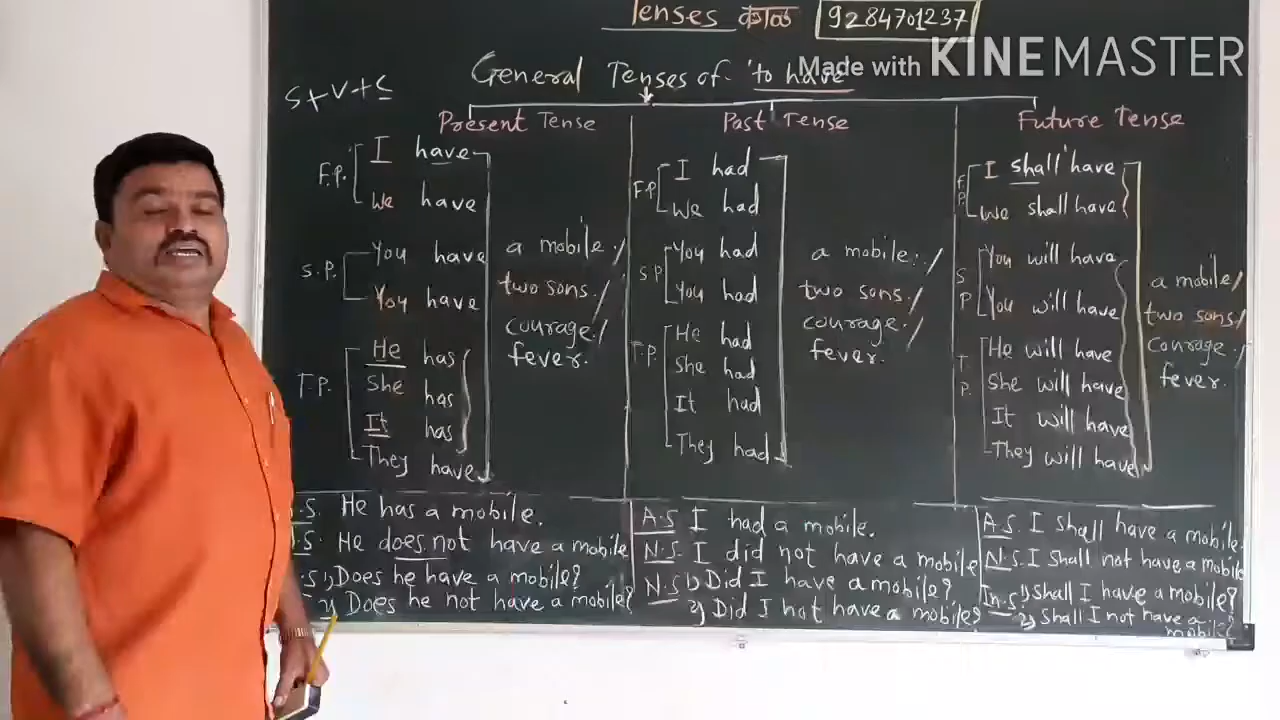 Tenses काळ 9284701237
Made with KINEMASTER
General Tenses of 'to have'
S+V+C
Present Tense
F.P. I have
We have
S.P. You have
You have
T.P. He has
She has
It has
They have
a mobile./
two sons./
courage./
fever.
A.S. He has a mobile.
N.S. He does not have a mobile
.S 1) Does he have a mobile?
2) Does he not have a mobile?
Past Tense
F.P I had
We had
S.P You had
You had
T.P. He had
She had
It had
They had
a mobile./
two sons./
courage./
fever.
A.S. I had a mobile.
N.S. I did not have a mobile
N.S 1) Did I have a mobile?
2) Did I not have a mobile?
Future Tense
F.P. I shall have
We shall have
S P You will have
You will have
T. P. He will have
She will have
It will have
They will have
a mobile/
two sons/
courage./
fever.
A.S. I shall have a mobile.
N.S. I shall not have a mobile
In.S. 1) shall I have a mobile?
2) shall I not have a
mobile?